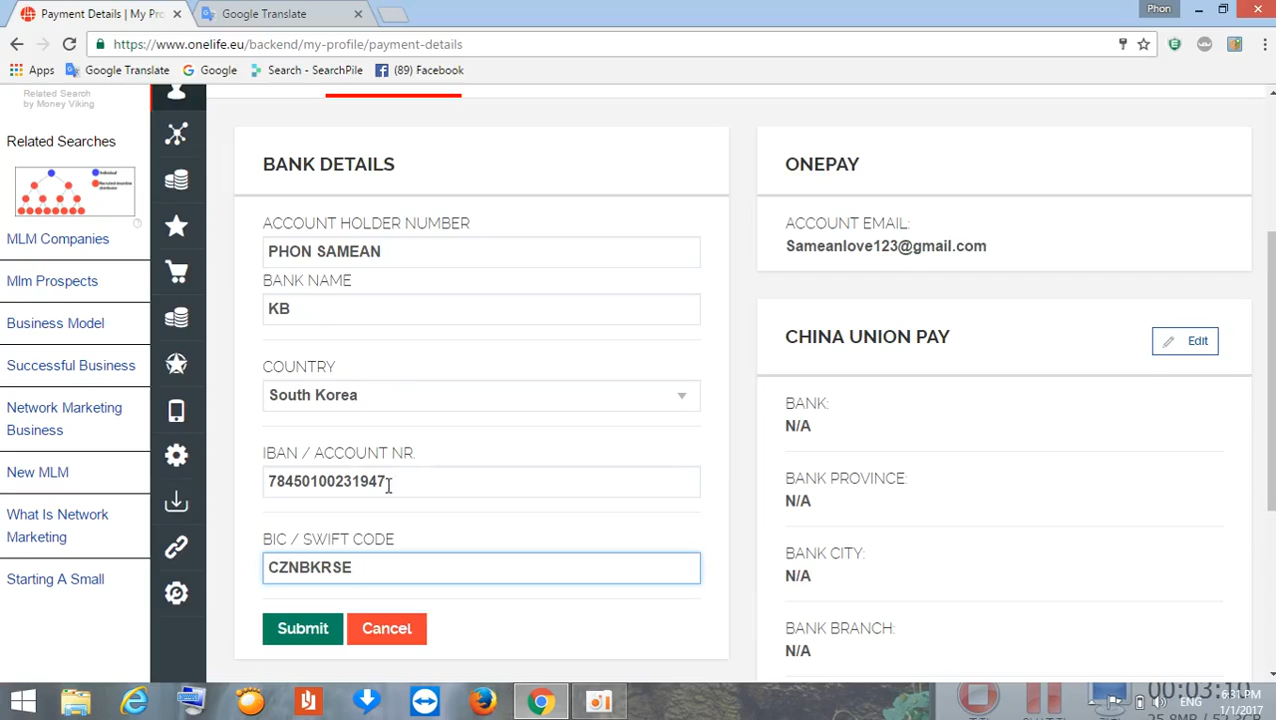 Payment Details | My Pro
Google Translate
Phon
https://www.onelife.eu/backend/my-profile/payment-details
Apps
Google Translate
Google
Search - SearchPile
(89) Facebook
Related Search
by Money Viking
Related Searches
MLM Companies
Mlm Prospects
Business Model
Successful Business
Network Marketing
Business
New MLM
What Is Network
Marketing
Starting A Small
BANK DETAILS
ACCOUNT HOLDER NUMBER
PHON SAMEAN
BANK NAME
KB
COUNTRY
South Korea
IBAN / ACCOUNT NR.
78450100231947
BIC / SWIFT CODE
CZNBKRSE
Submit
Cancel
ONEPAY
ACCOUNT EMAIL:
Sameanlove123@gmail.com
CHINA UNION PAY
Edit
BANK:
N/A
BANK PROVINCE:
N/A
BANK CITY:
N/A
BANK BRANCH:
N/A
ENG
6:31 PM
1/1/2017